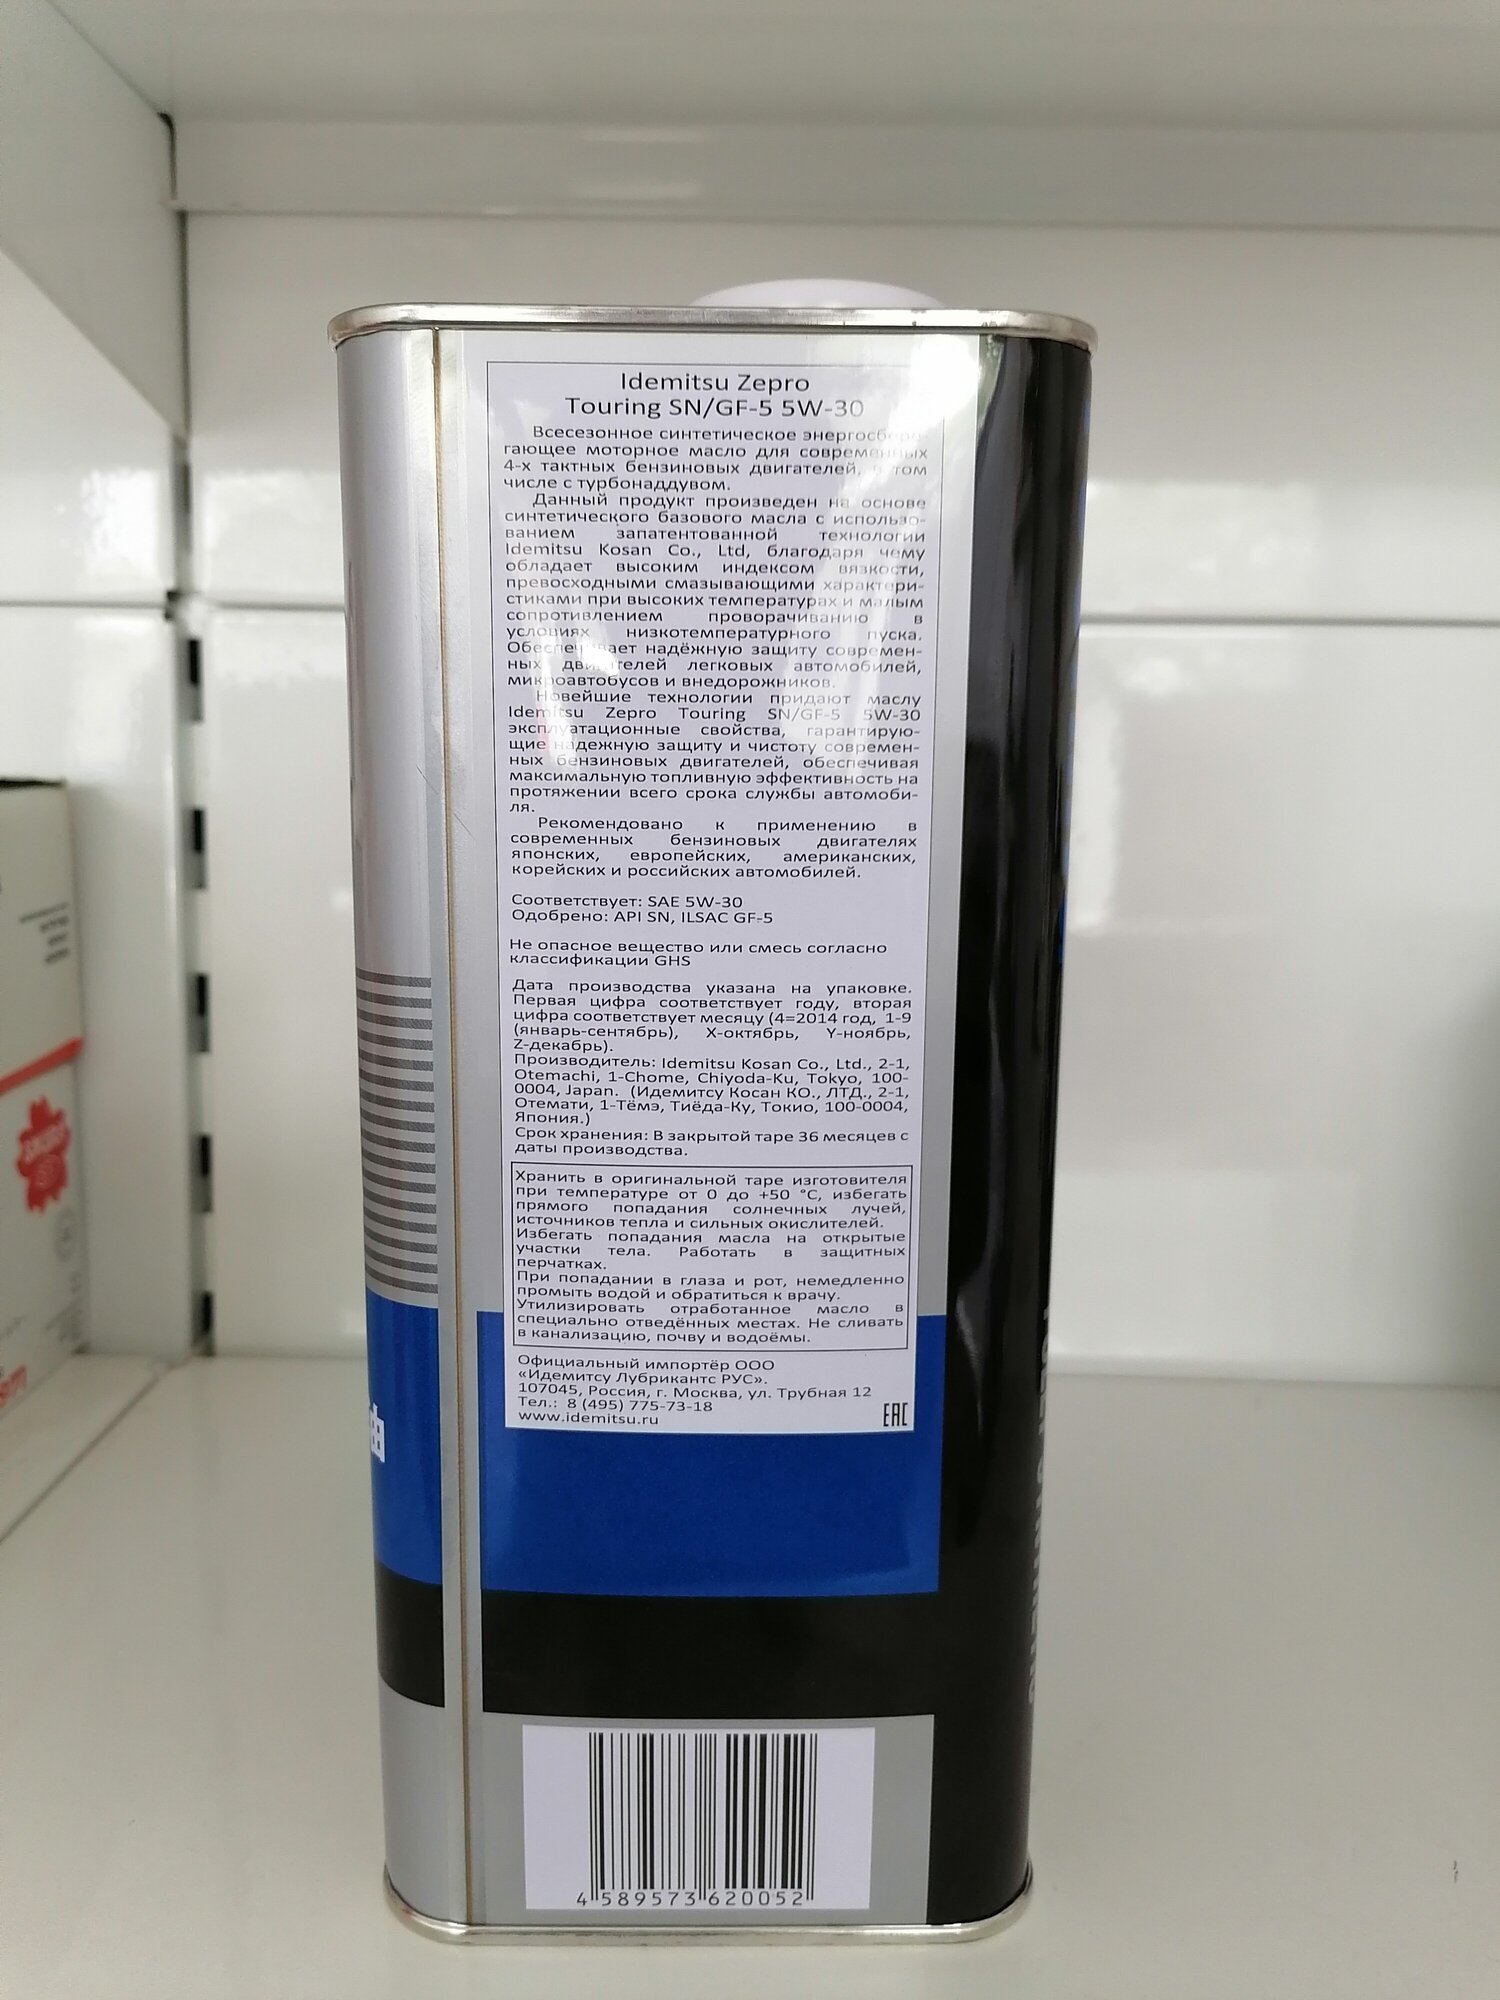 Idemitsu Zepro
Touring SN/GF-5 5W-30
Всесезонное синтетическое энергосбере-
гающее моторное масло для современных
4-х тактных бензиновых двигателей, в том
числе с турбонаддувом.
Данный продукт произведен на основе
синтетического базового масла с использо-
ванием запатентованной технологии
Idemitsu Kosan Co., Ltd, благодаря чему
обладает высоким индексом вязкости,
превосходными смазывающими характери-
стиками при высоких температурах и малым
сопротивлением проворачиванию в
условиях низкотемпературного пуска.
Обеспечивает надёжную защиту современ-
ных двигателей легковых автомобилей,
микроавтобусов и внедорожников.
Новейшие технологии придают маслу
Idemitsu Zepro Touring SN/GF-5 5W-30
эксплуатационные свойства, гарантирую-
щие надежную защиту и чистоту современ-
ных бензиновых двигателей, обеспечивая
максимальную топливную эффективность на
протяжении всего срока службы автомоби-
ля.
Рекомендовано к применению в
современных бензиновых двигателях
японских, европейских, американских,
корейских и российских автомобилей.
Соответствует: SAE 5W-30
Одобрено: API SN, ILSAC GF-5
Не опасное вещество или смесь согласно
классификации GHS
Дата производства указана на упаковке.
Первая цифра соответствует году, вторая
цифра соответствует месяцу (4=2014 год, 1-9
(январь-сентябрь), X-октябрь, Y-ноябрь,
Z-декабрь).
Производитель: Idemitsu Kosan Co., Ltd., 2-1,
Otemachi, 1-Chome, Chiyoda-Ku, Tokyo, 100-
0004, Japan. (Идемитсу Косан КО., ЛТД., 2-1,
Отемати, 1-Тёмэ, Тиёда-Ку, Токио, 100-0004,
Япония.)
Срок хранения: В закрытой таре 36 месяцев с
даты производства.
Хранить в оригинальной таре изготовителя
при температуре от 0 до +50 °C, избегать
прямого попадания солнечных лучей,
источников тепла и сильных окислителей.
Избегать попадания масла на открытые
участки тела. Работать в защитных
перчатках.
При попадании в глаза и рот, немедленно
промыть водой и обратиться к врачу.
Утилизировать отработанное масло в
специально отведённых местах. Не сливать
в канализацию, почву и водоёмы.
Официальный импортёр ООО
«Идемитсу Лубрикантс РУС».
107045, Россия, г. Москва, ул. Трубная 12
Тел.: 8 (495) 775-73-18
www.idemitsu.ru
EAC
油
4 589573 620052